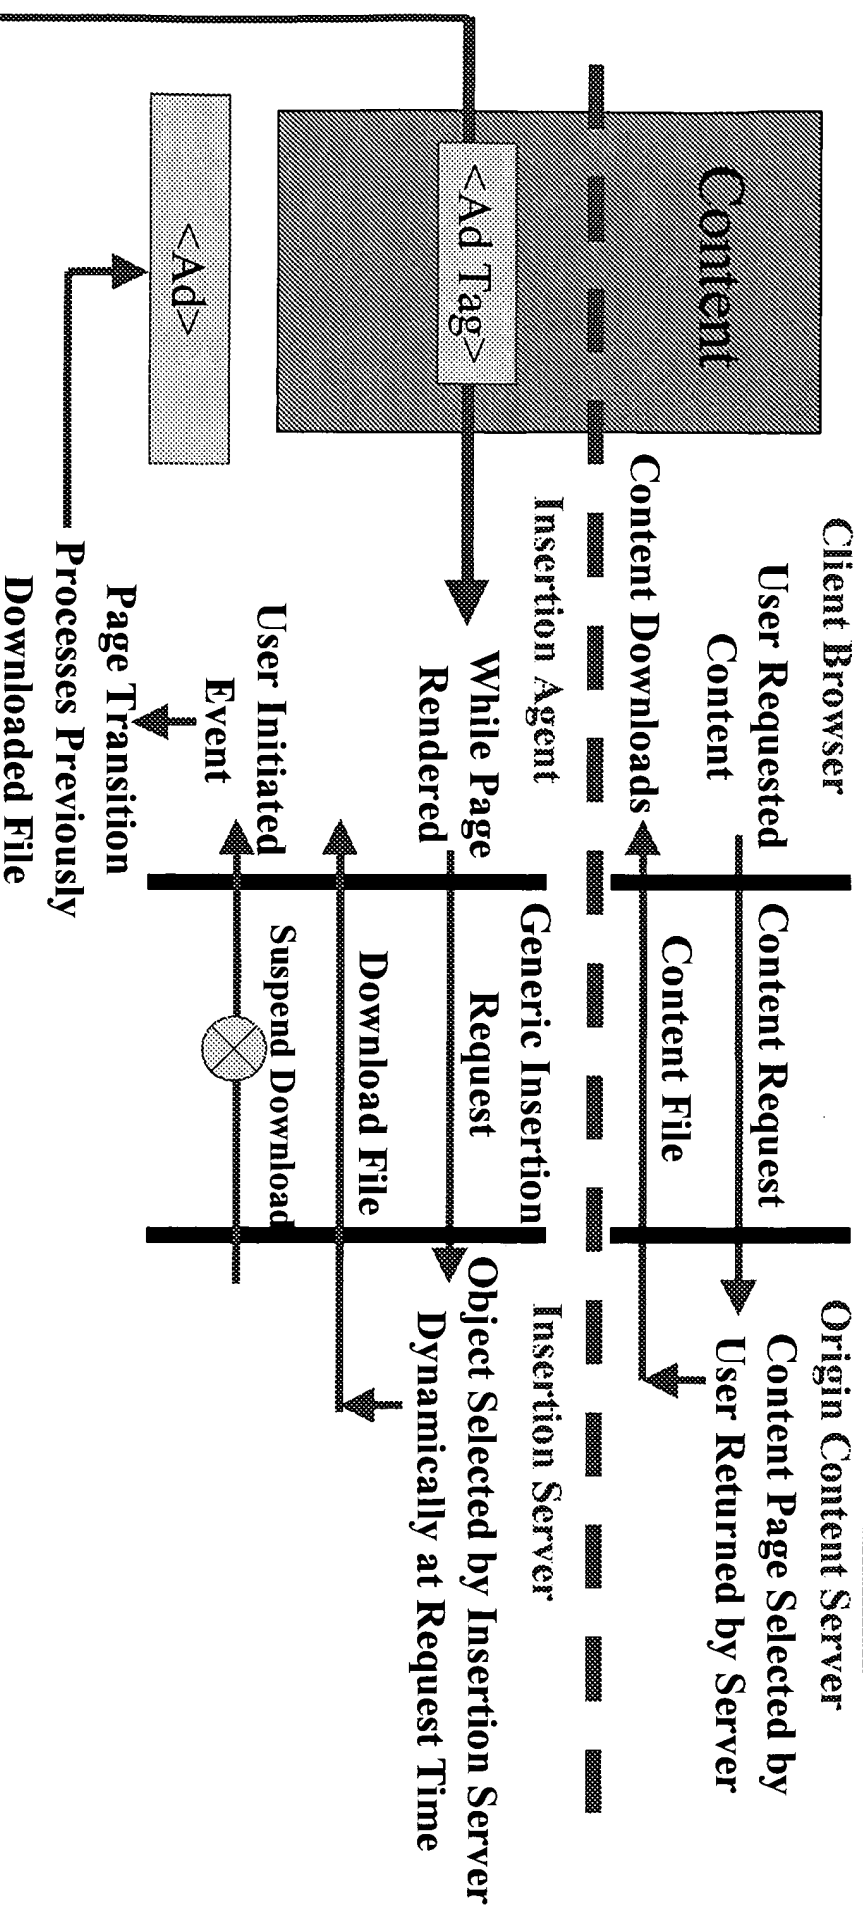 Client Browser
Origin Content Server
Content
User Requested
Content
Content Request
Content Page Selected by
User Returned by Server
Content Downloads
Content File
Insertion Agent
Generic Insertion
Insertion Server
<Ad Tag>
While Page
Rendered
Request
Object Selected by Insertion Server
Dynamically at Request Time
Download File
User Initiated
Event
Suspend Download
<Ad>
Page Transition
Processes Previously
Downloaded File